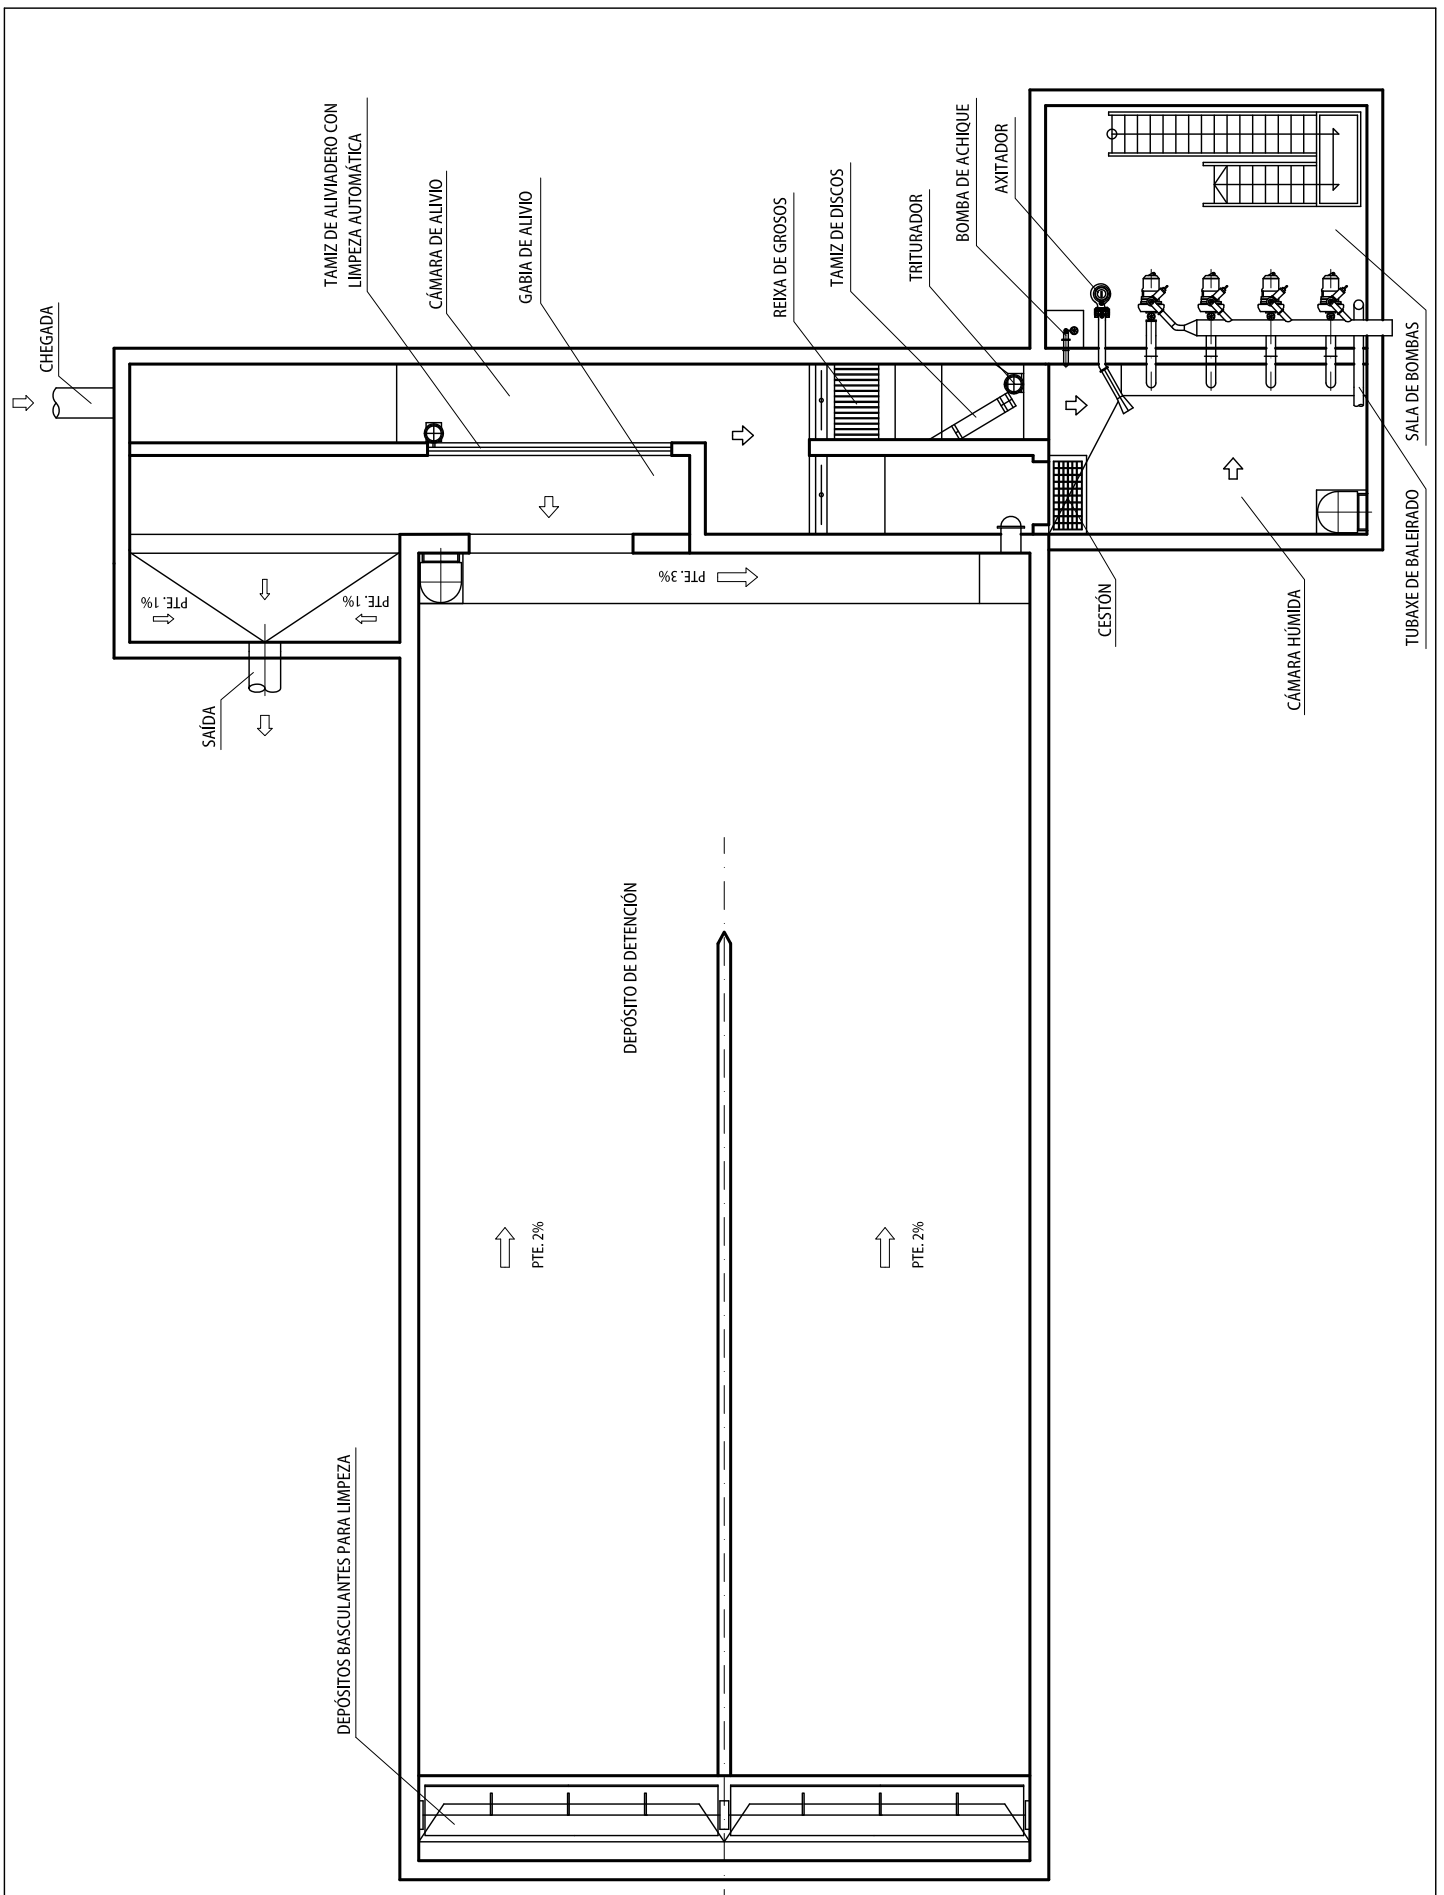 CHEGADA
TAMIZ DE ALIVIADERO CON
LIMPEZA AUTOMÁTICA
CÁMARA DE ALIVIO
GABIA DE ALIVIO
REIXA DE GROSOS
TAMIZ DE DISCOS
TRITURADOR
BOMBA DE ACHIQUE
AXITADOR
SALA DE BOMBAS
TUBAXE DE BALEIRADO
CÁMARA HÚMIDA
CESTÓN
PTE. 3%
PTE. 1%
PTE. 1%
SAÍDA
DEPÓSITO DE DETENCIÓN
PTE. 2%
PTE. 2%
DEPÓSITOS BASCULANTES PARA LIMPEZA